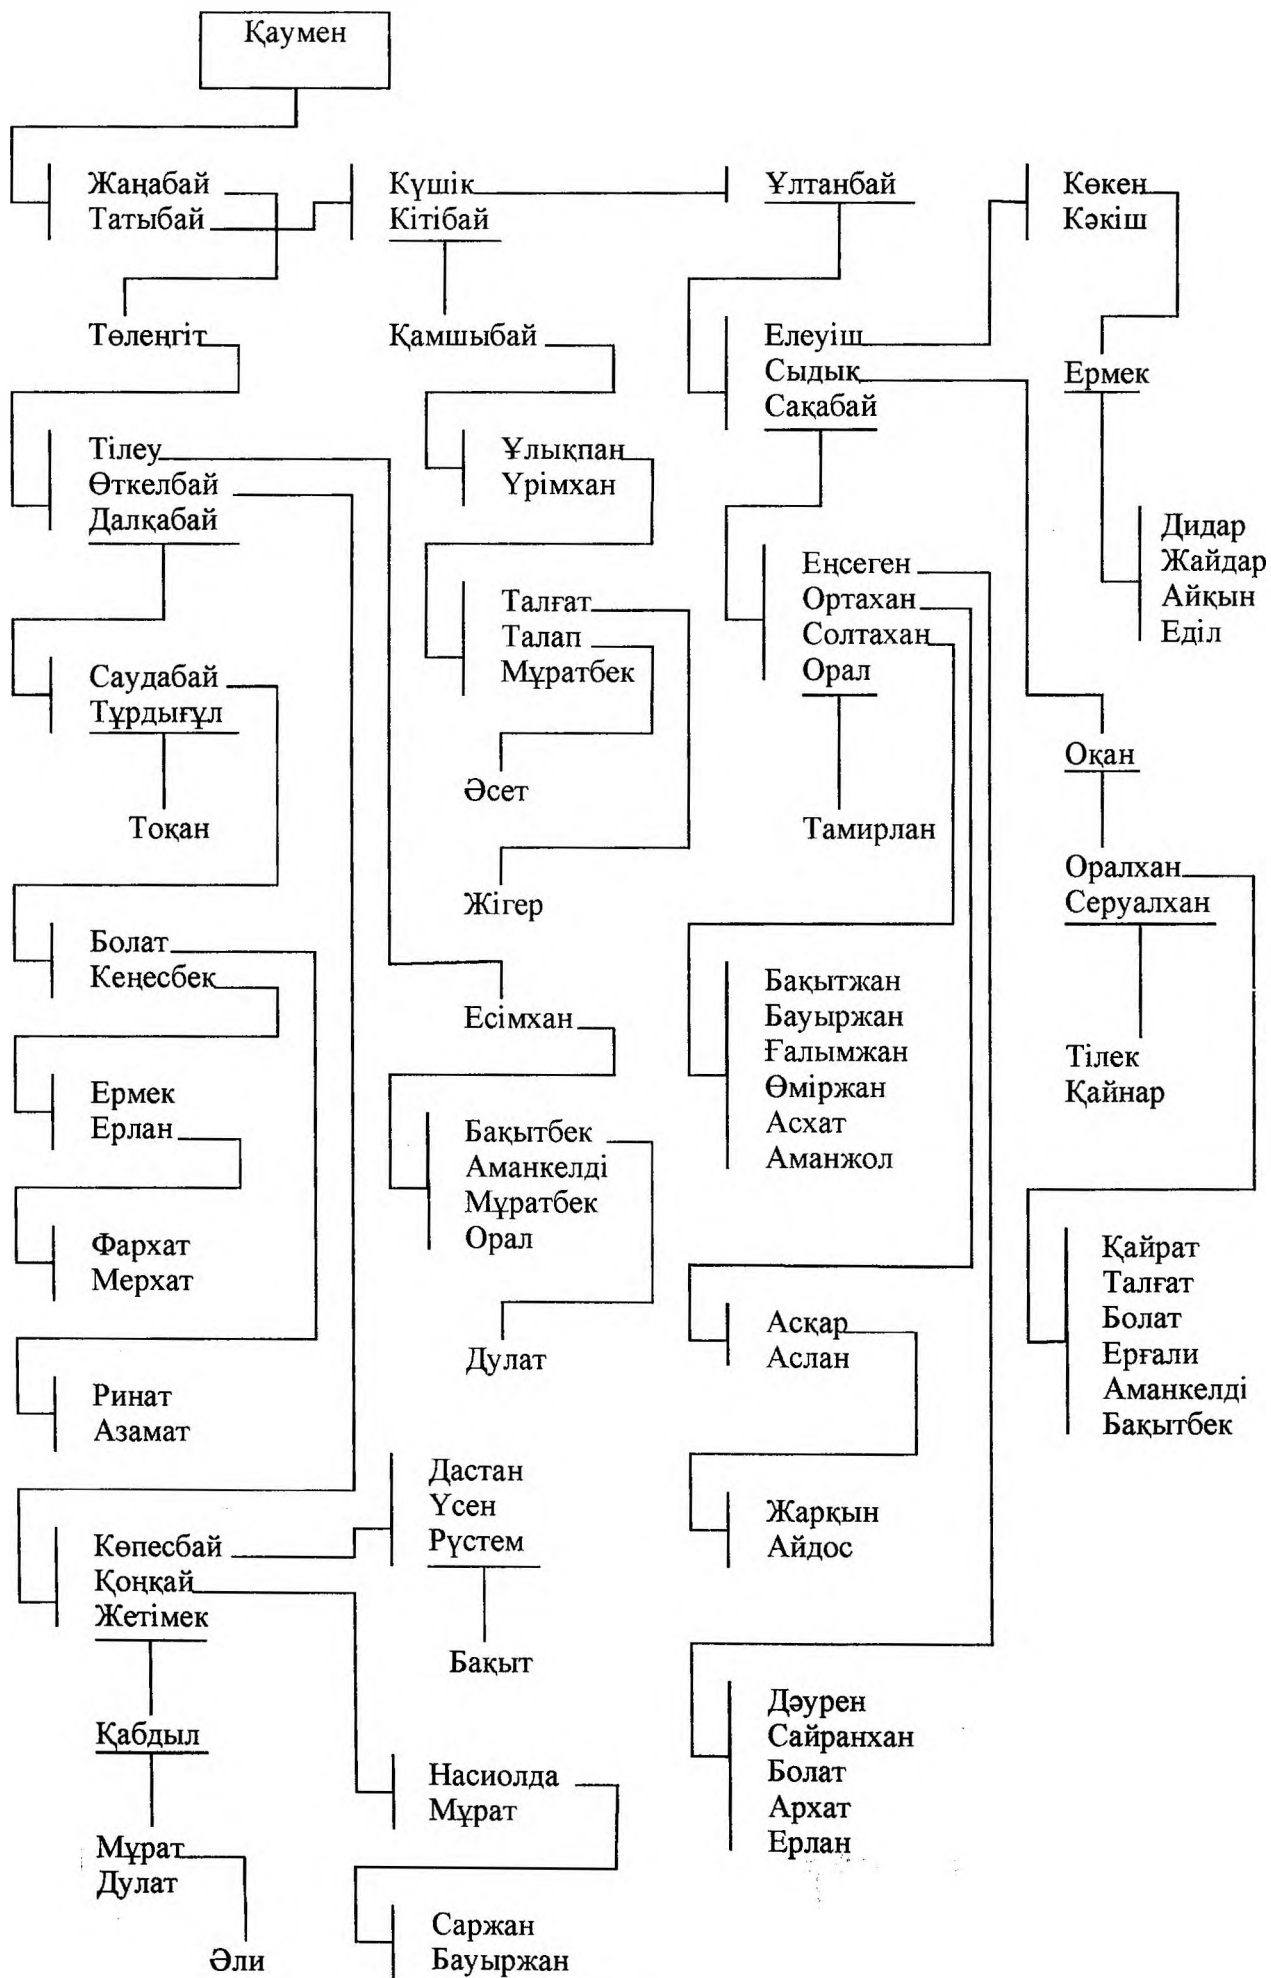 Қаумен
Жаңабай
Татыбай
Күшік
Кітібай
Ұлтанбай
Көкен
Кәкіш
Төлеңгіт
Қамшыбай
Елеуіш
Сыдық
Сақабай
Ермек
Тілеу
Өткелбай
Далқабай
Ұлықпан
Үрімхан
Дидар
Жайдар
Айқын
Еділ
Еңсеген
Ортахан
Солтахан
Орал
Талғат
Талап
Мұратбек
Саудабай
Тұрдығұл
Әсет
Оқан
Тоқан
Тамирлан
Жігер
Оралхан
Серуалхан
Болат
Кеңесбек
Есімхан
Бақытжан
Бауыржан
Ғалымжан
Өміржан
Асхат
Аманжол
Тілек
Қайнар
Ермек
Ерлан
Бақытбек
Аманкелді
Мұратбек
Орал
Фархат
Мерхат
Қайрат
Талғат
Болат
Ерғали
Аманкелді
Бақытбек
Дулат
Асқар
Аслан
Ринат
Азамат
Дастан
Үсен
Рүстем
Жарқын
Айдос
Көпесбай
Қоңқай
Жетімек
Бақыт
Қабдыл
Дәурен
Сайранхан
Болат
Архат
Ерлан
Насиолда
Мұрат
Мұрат
Дулат
Саржан
Бауыржан
Әли